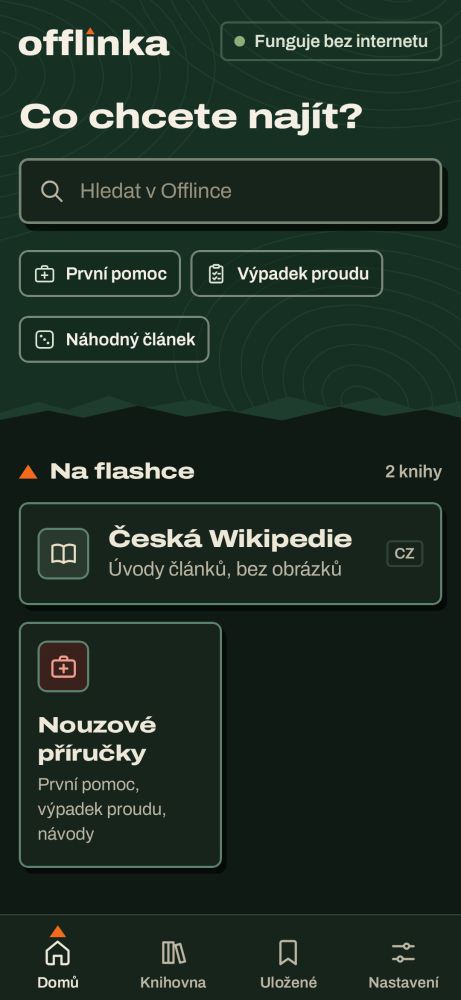 offlinka
Funguje bez internetu
Co chcete najít?
Hledat v Offlince
První pomoc
Výpadek proudu
Náhodný článek
Na flashce
2 knihy
Česká Wikipedie
Úvody článků, bez obrázků
CZ
Nouzové
příručky
První pomoc,
výpadek proudu,
návody
Domů
Knihovna
Uložené
Nastavení